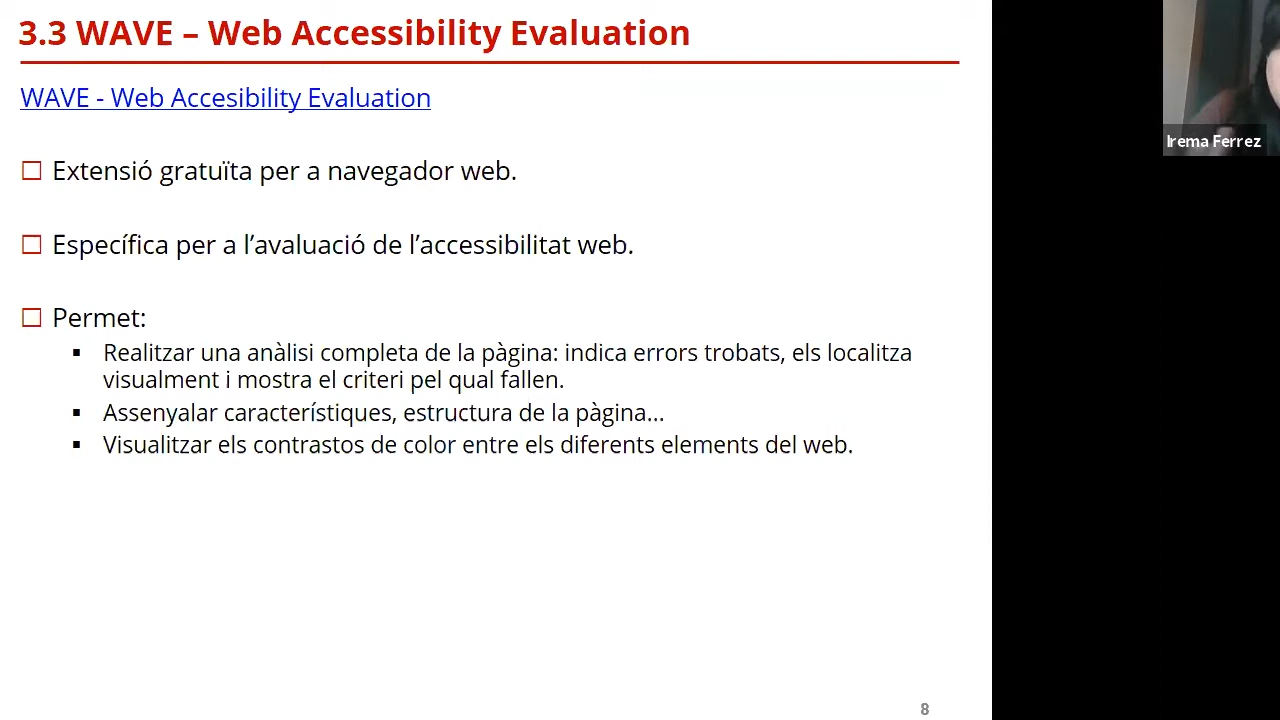 3.3 WAVE – Web Accessibility Evaluation
WAVE - Web Accesibility Evaluation
Extensió gratuïta per a navegador web.
Específica per a l’avaluació de l’accessibilitat web.
Permet:
Realitzar una anàlisi completa de la pàgina: indica errors trobats, els localitza
visualment i mostra el criteri pel qual fallen.
Assenyalar característiques, estructura de la pàgina...
Visualitzar els contrastos de color entre els diferents elements del web.
8
Irema Ferrez